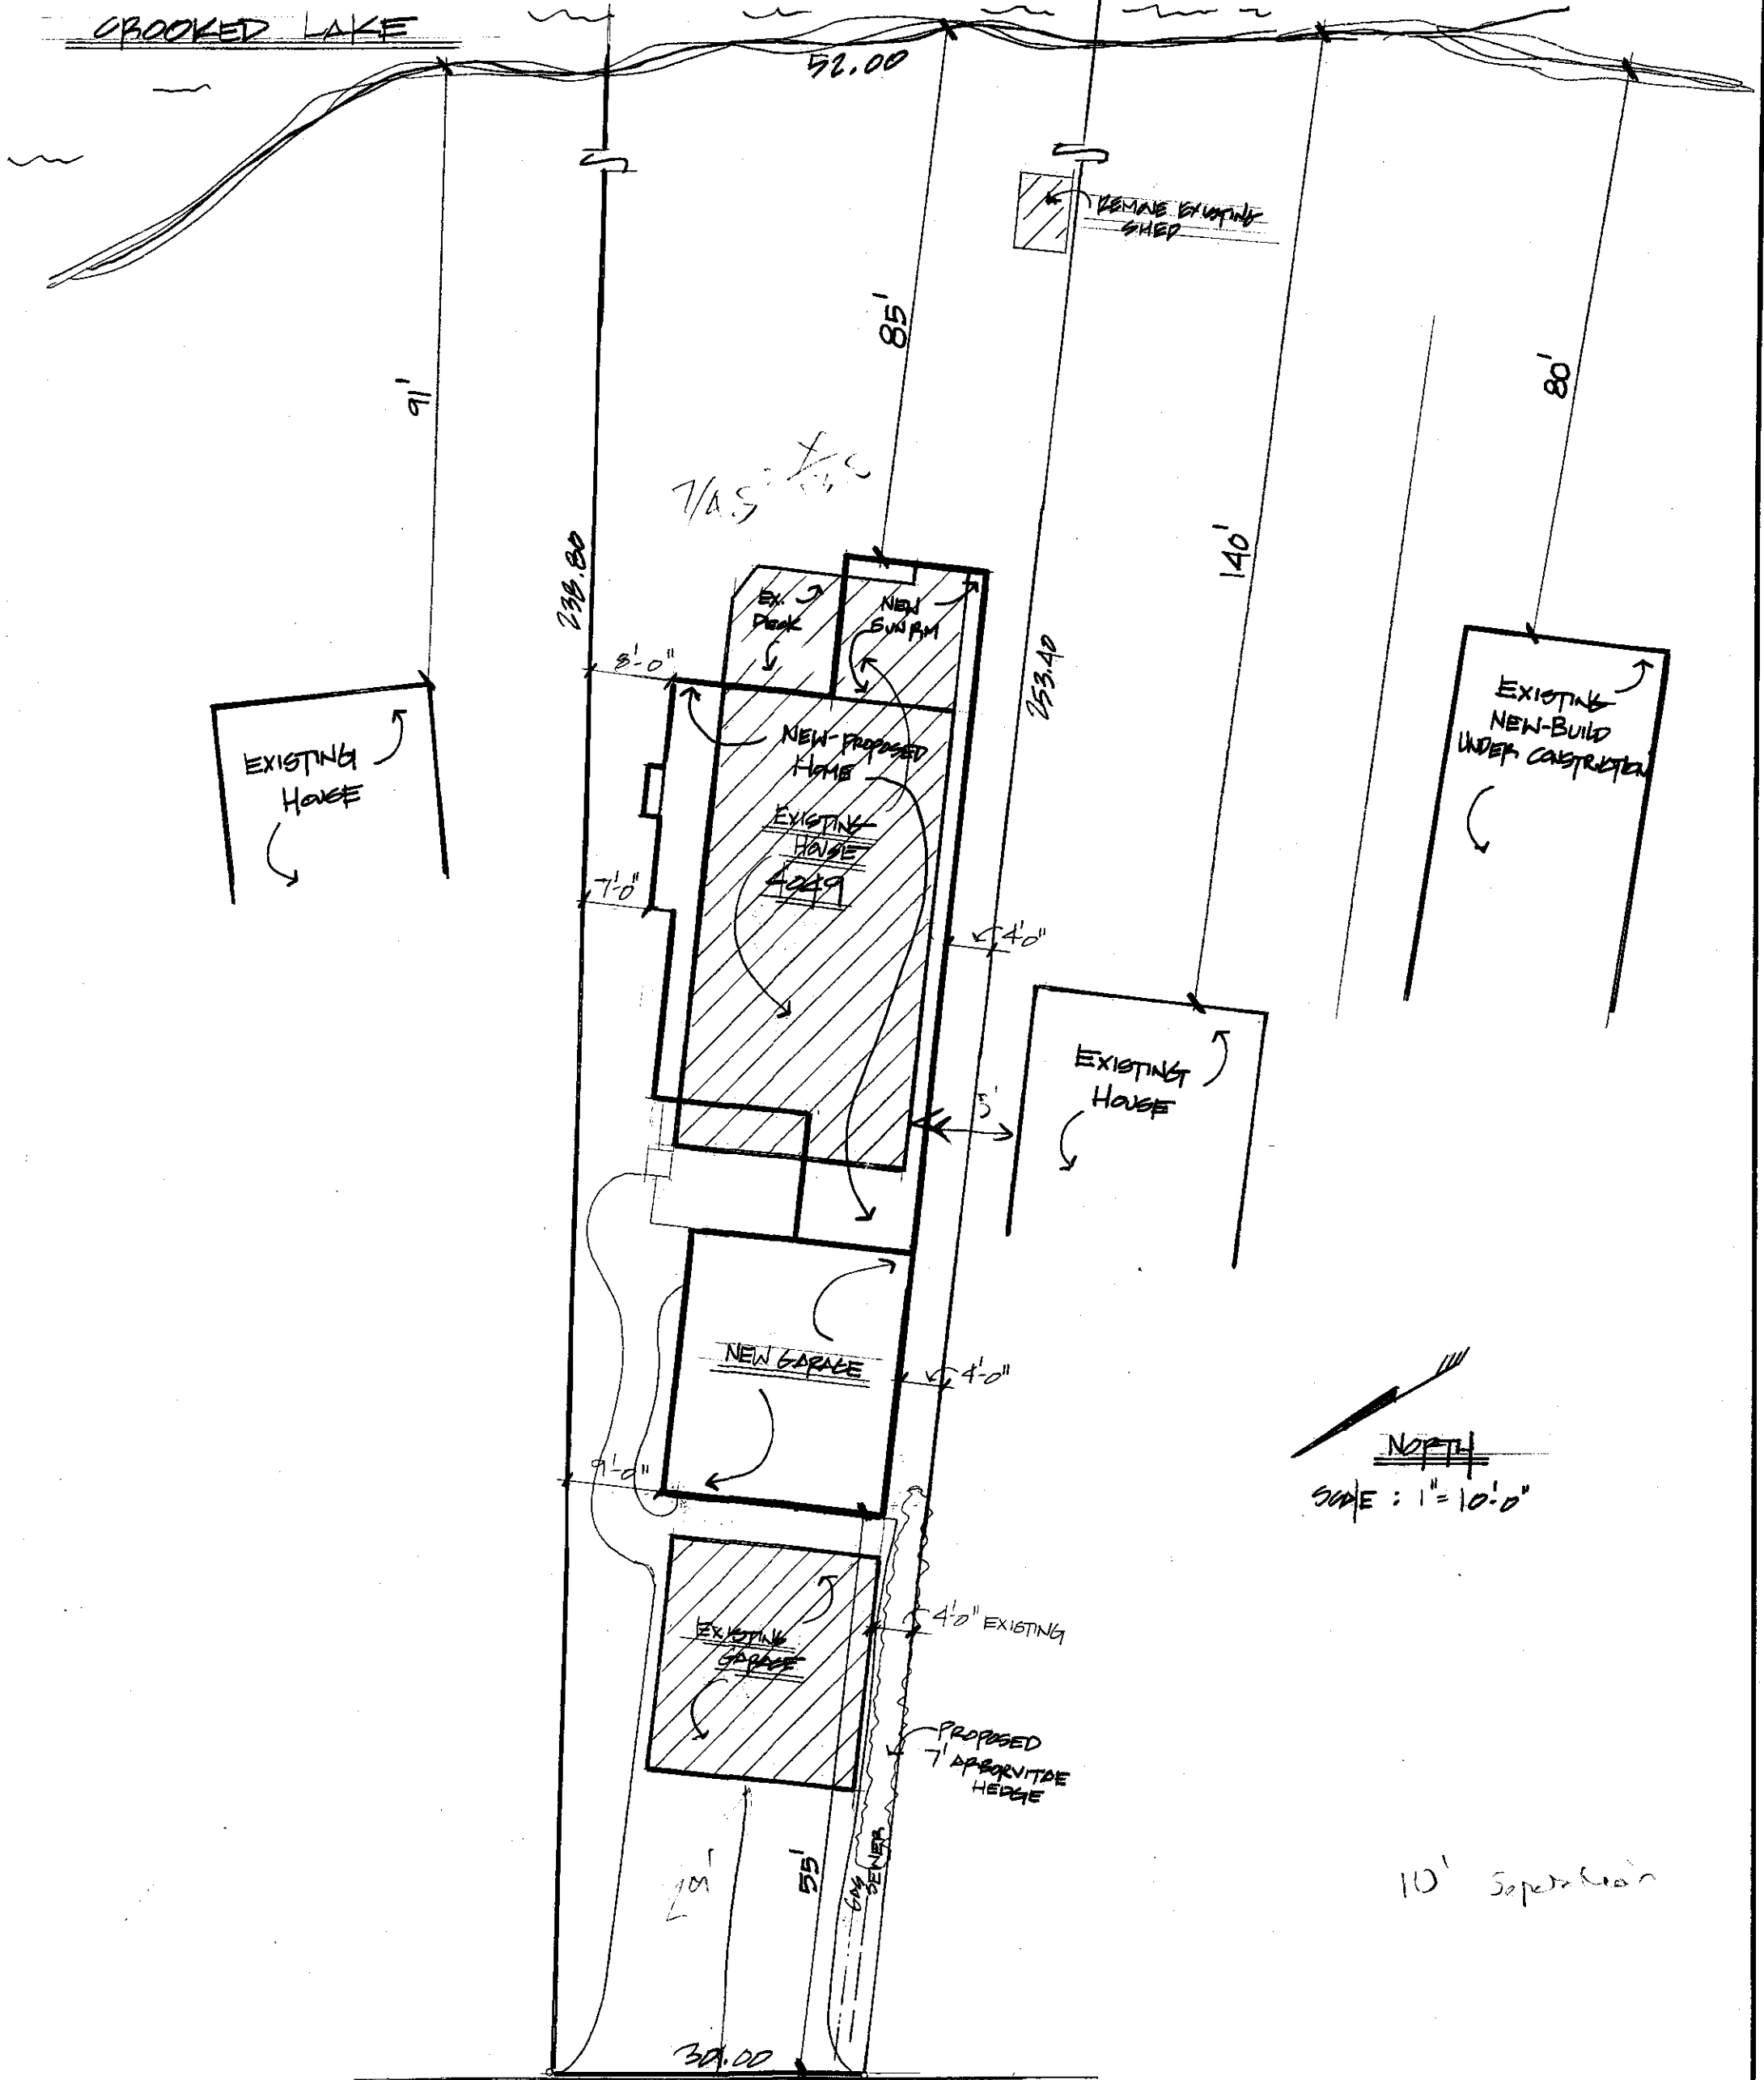 CROOKED LAKE
52.00
REMOVE EXISTING
SHED
91'
85'
80'
140'
238.80
253.40
EX.
DECK
NEW
SUN RM
8'-0"
EXISTING
HOUSE
NEW-PROPOSED
HOME
EXISTING
HOUSE
4049
EXISTING
NEW-BUILD
UNDER CONSTRUCTION
7'-0"
4'-0"
EXISTING
HOUSE
5'
NEW GARAGE
4'-0"
NORTH
SCALE : 1" = 10'-0"
9'-0"
EXISTING
GARAGE
4'-0" EXISTING
PROPOSED
7' ARBORVITAE
HEDGE
55'
GAS
SEWER
10' Separation
30.00